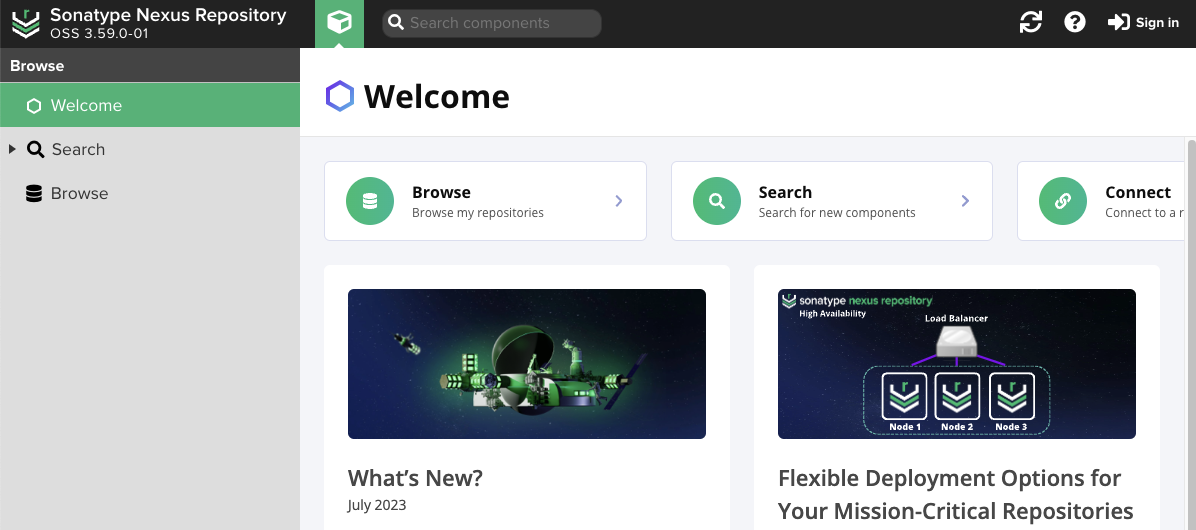 Sonatype Nexus Repository
OSS 3.59.0-01
Search components
Sign in
Browse
Welcome
Search
Browse
Welcome
Browse
Browse my repositories
Search
Search for new components
Connect
Connect to a r
sonatype nexus repository
High Availability
Load Balancer
r r r
Node 1 Node 2 Node 3
What's New?
July 2023
Flexible Deployment Options for
Your Mission-Critical Repositories